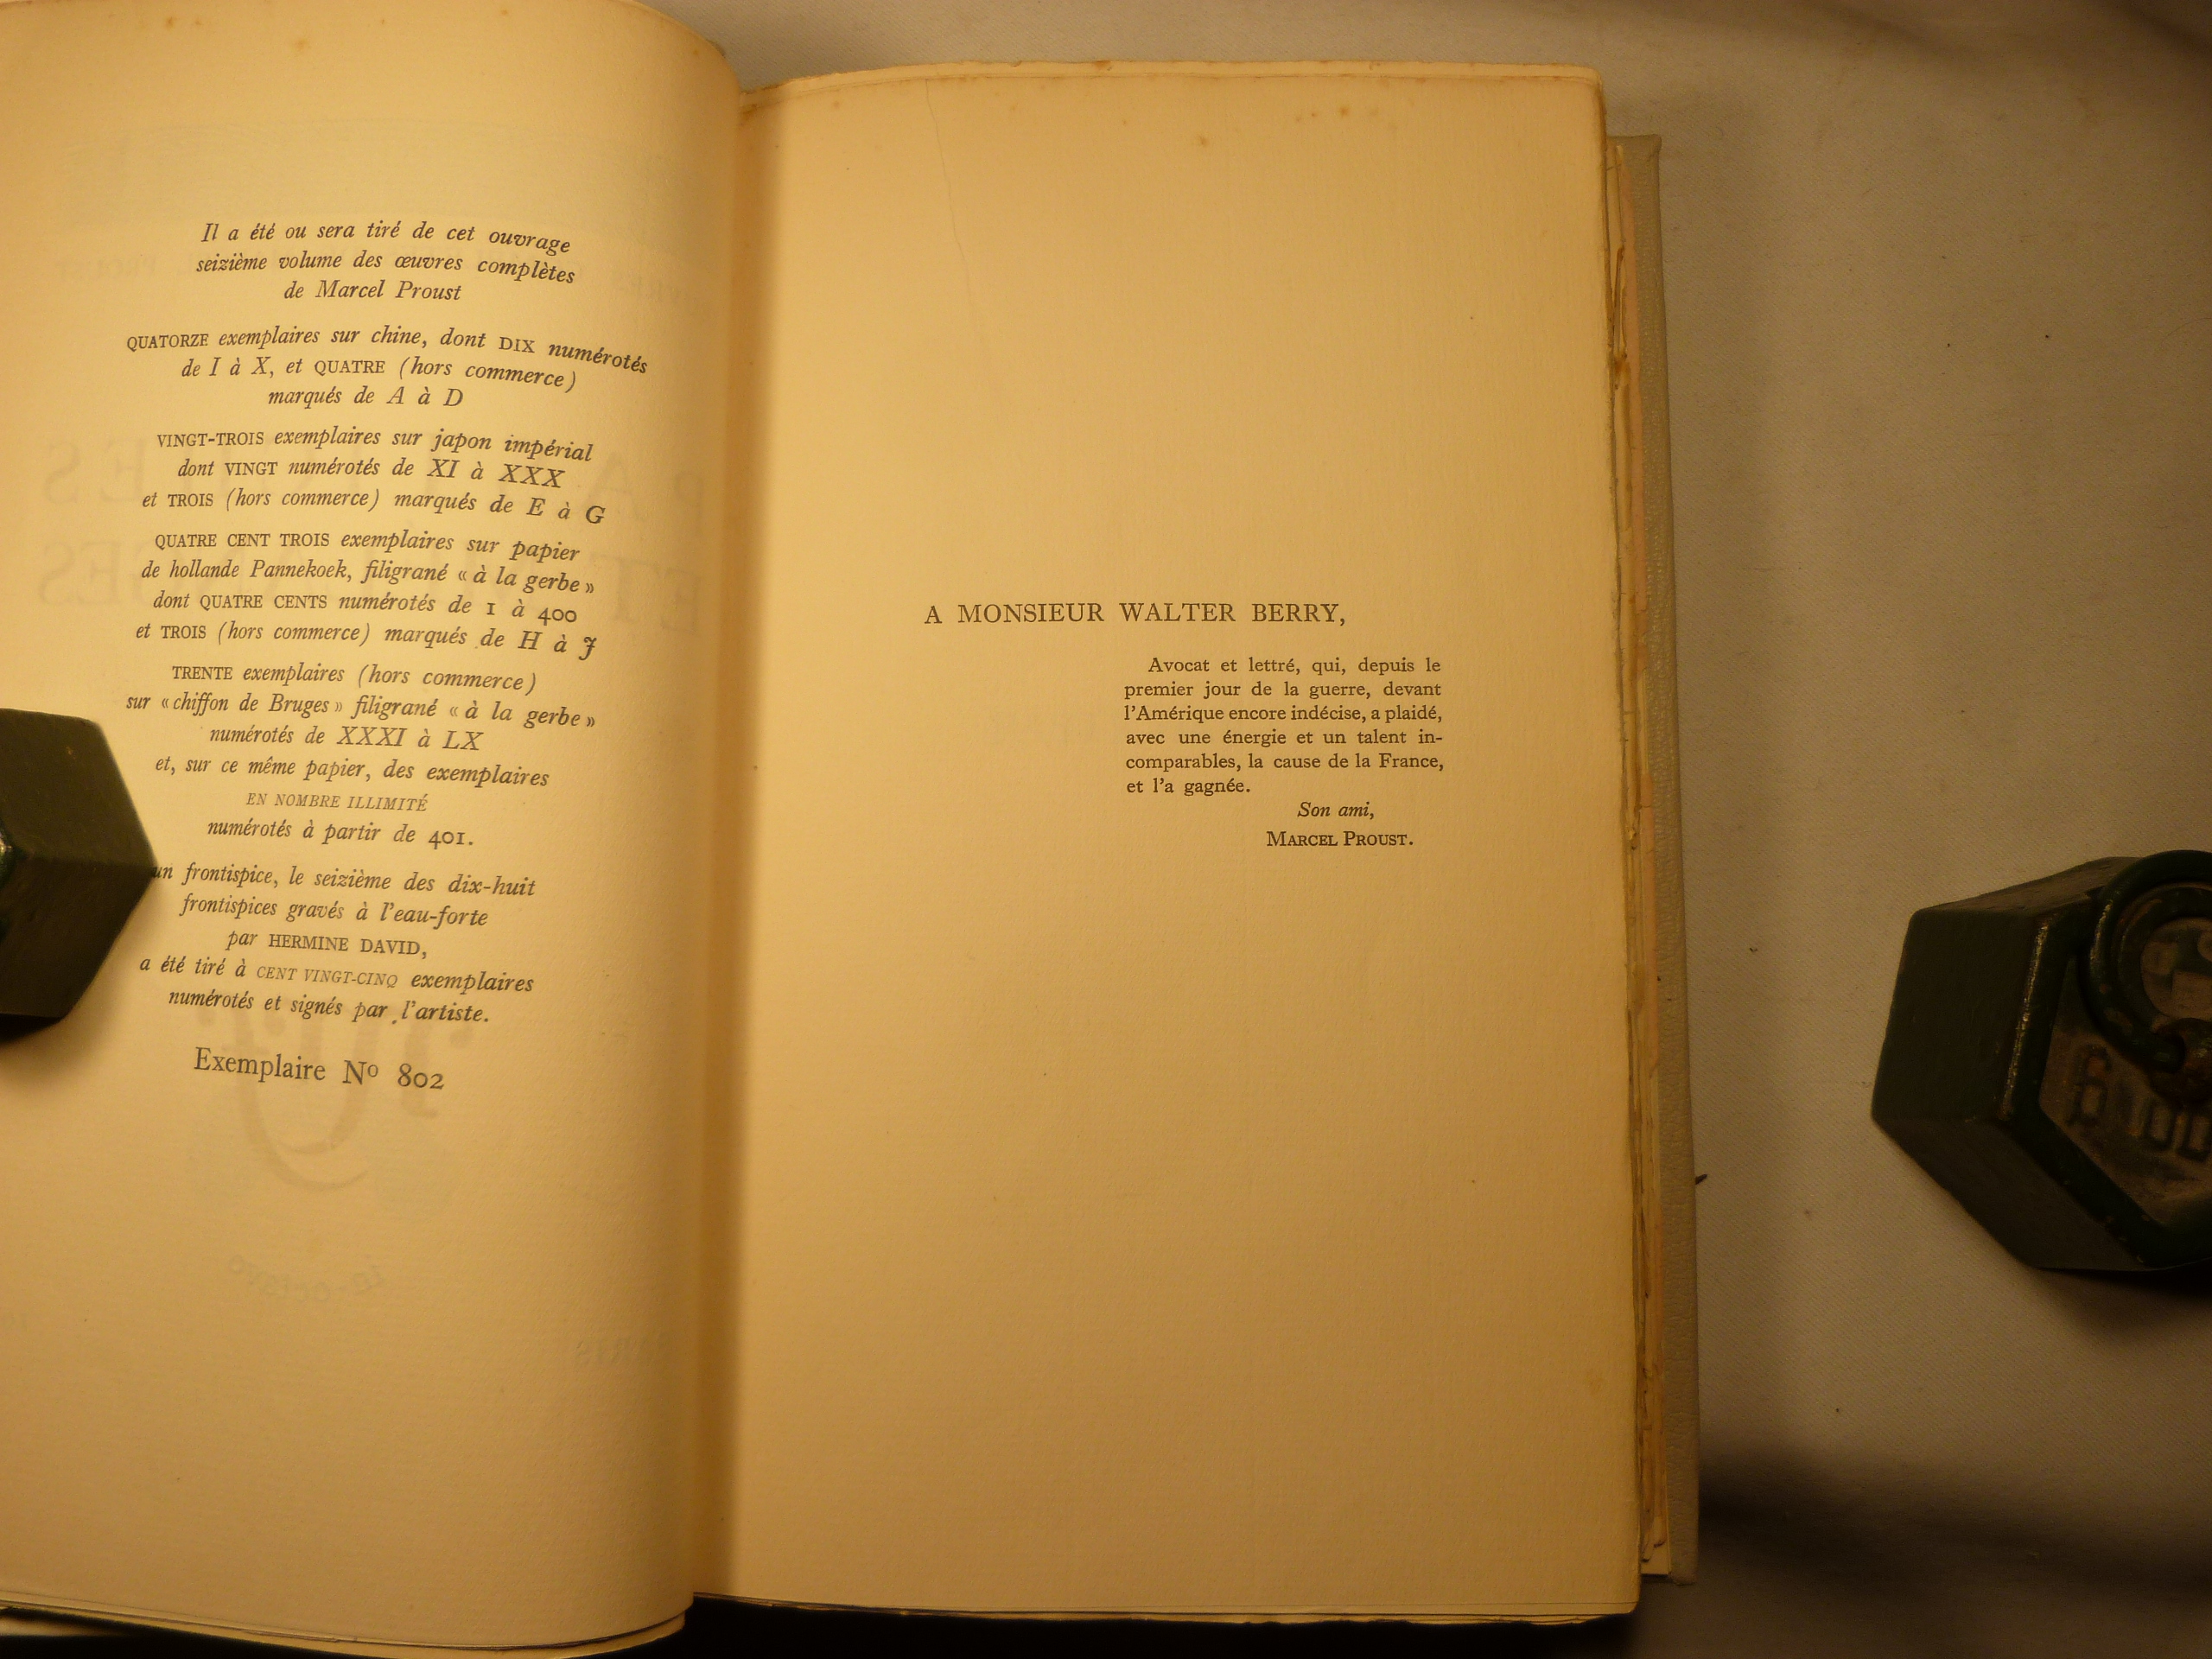 Il a été ou sera tiré de cet ouvrage
seizième volume des œuvres complètes
de Marcel Proust
QUATORZE exemplaires sur chine, dont DIX numérotés
de I à X, et QUATRE (hors commerce)
marqués de A à D
VINGT-TROIS exemplaires sur japon impérial
dont VINGT numérotés de XI à XXX
et TROIS (hors commerce) marqués de E à G
QUATRE CENT TROIS exemplaires sur papier
de hollande Pannekoek, filigrané « à la gerbe »
dont QUATRE CENTS numérotés de 1 à 400
et TROIS (hors commerce) marqués de H à J
TRENTE exemplaires (hors commerce)
sur « chiffon de Bruges » filigrané « à la gerbe »
numérotés de XXXI à LX
et, sur ce même papier, des exemplaires
EN NOMBRE ILLIMITÉ
numérotés à partir de 401.
un frontispice, le seizième des dix-huit
frontispices gravés à l'eau-forte
par HERMINE DAVID,
a été tiré à CENT VINGT-CINQ exemplaires
numérotés et signés par l'artiste.
Exemplaire Nº 802
A MONSIEUR WALTER BERRY,
Avocat et lettré, qui, depuis le
premier jour de la guerre, devant
l'Amérique encore indécise, a plaidé,
avec une énergie et un talent in-
comparables, la cause de la France,
et l'a gagnée.
Son ami,
MARCEL PROUST.